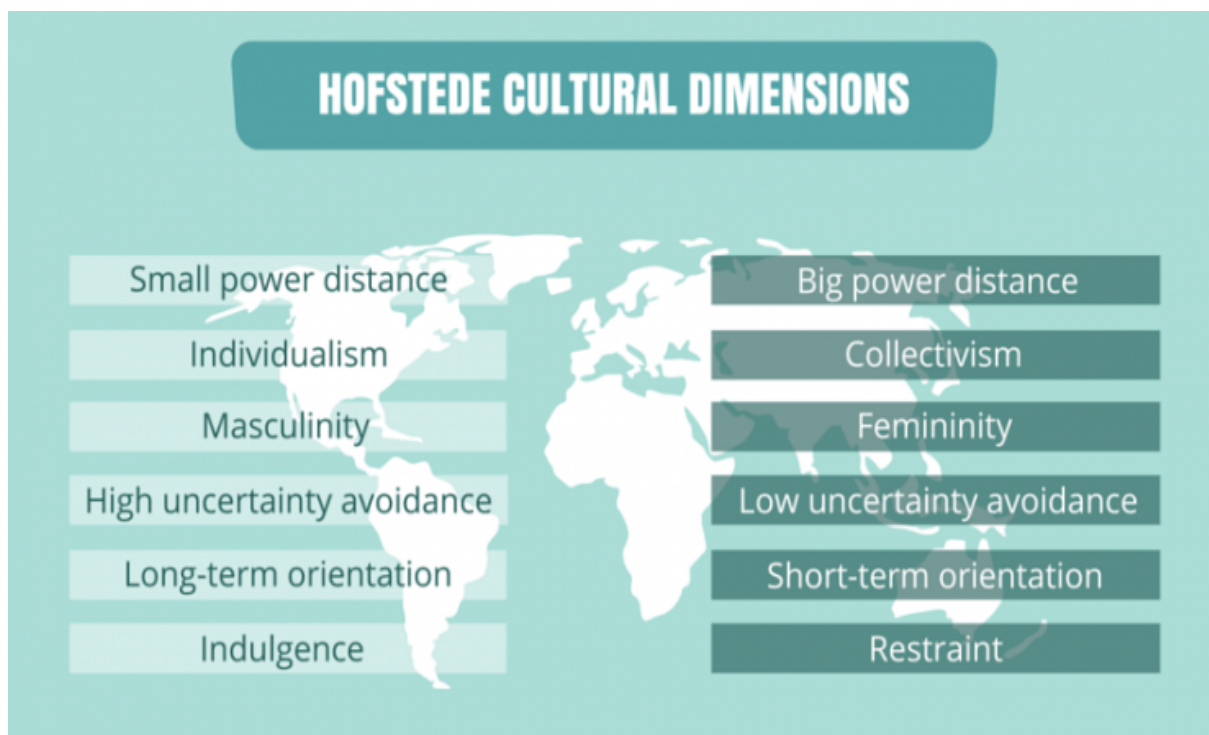 HOFSTEDE CULTURAL DIMENSIONS
Small power distance
Big power distance
Individualism
Collectivism
Masculinity
Femininity
High uncertainty avoidance
Low uncertainty avoidance
Long-term orientation
Short-term orientation
Indulgence
Restraint